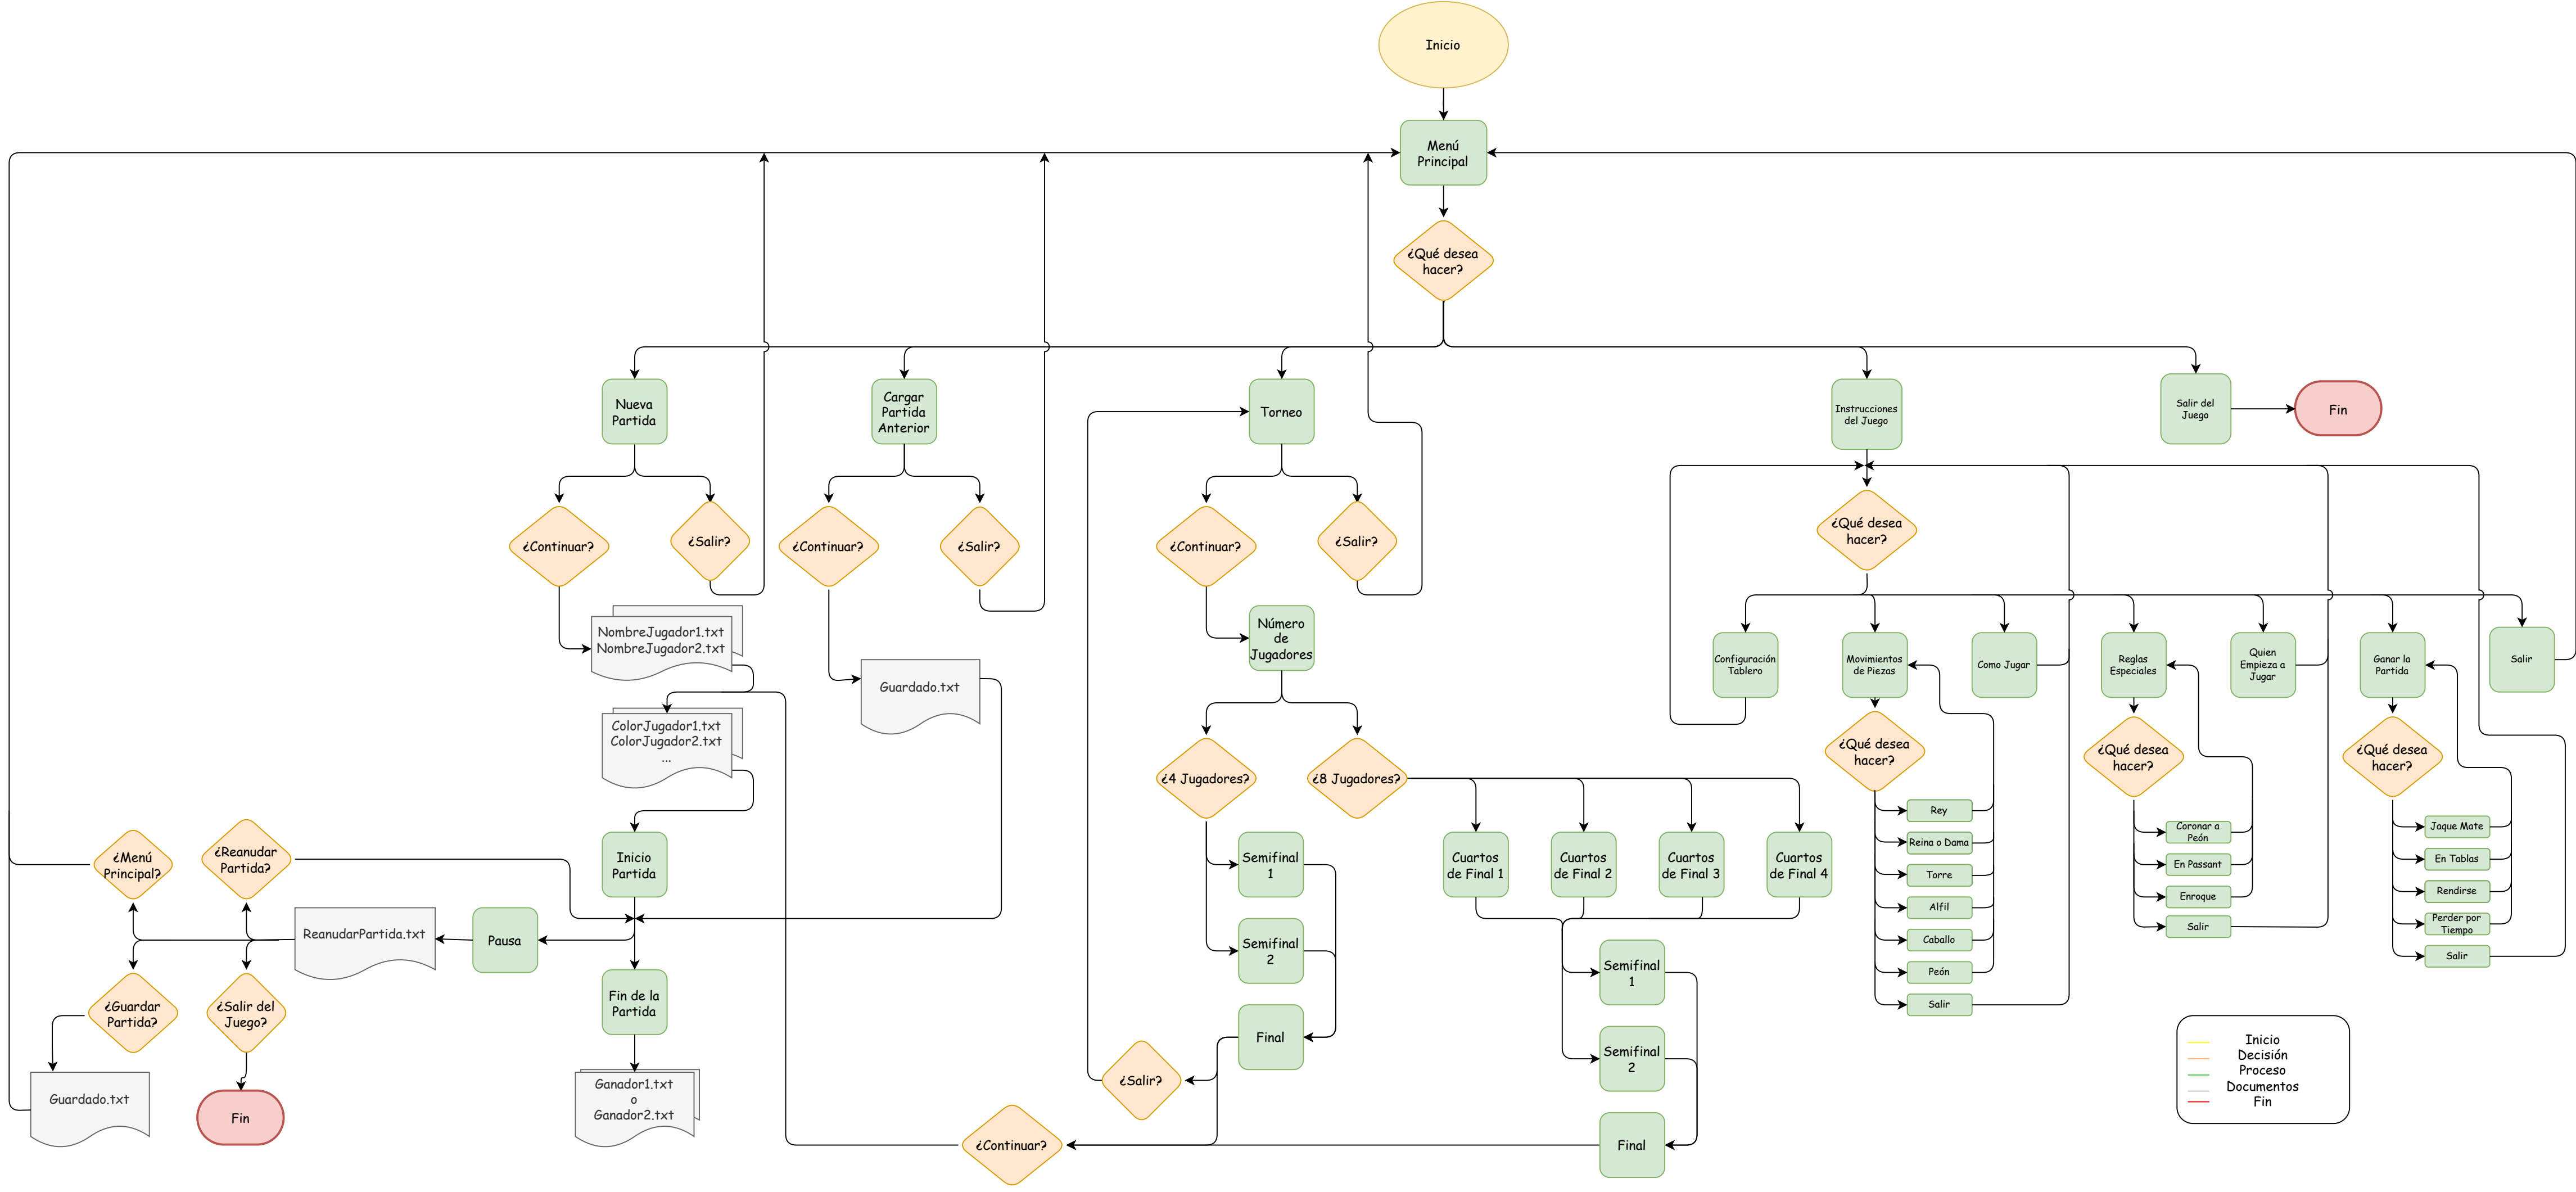 Inicio
Menú
Principal
¿Qué desea
hacer?
Nueva
Partida
Cargar
Partida
Anterior
Torneo
Instrucciones
del Juego
Salir del
Juego
Fin
¿Continuar?
¿Salir?
¿Continuar?
¿Salir?
¿Continuar?
¿Salir?
¿Qué desea
hacer?
NombreJugador1.txt
NombreJugador2.txt
Guardado.txt
Número
de
Jugadores
Configuración
Tablero
Movimientos
de Piezas
Como Jugar
Reglas
Especiales
Quien
Empieza a
Jugar
Ganar la
Partida
Salir
ColorJugador1.txt
ColorJugador2.txt
...
¿4 Jugadores?
¿8 Jugadores?
¿Qué desea
hacer?
¿Qué desea
hacer?
¿Qué desea
hacer?
¿Menú
Principal?
¿Reanudar
Partida?
Inicio
Partida
Semifinal
1
Cuartos
de Final 1
Cuartos
de Final 2
Cuartos
de Final 3
Cuartos
de Final 4
Rey
Reina o Dama
Torre
Alfil
Caballo
Peón
Salir
Coronar a
Peón
En Passant
Enroque
Salir
Jaque Mate
En Tablas
Rendirse
Perder por
Tiempo
Salir
ReanudarPartida.txt
Pausa
Semifinal
2
Semifinal
1
¿Guardar
Partida?
¿Salir del
Juego?
Fin de la
Partida
Final
Semifinal
2
¿Salir?
Guardado.txt
Fin
Ganador1.txt
o
Ganador2.txt
¿Continuar?
Final
Inicio
Decisión
Proceso
Documentos
Fin